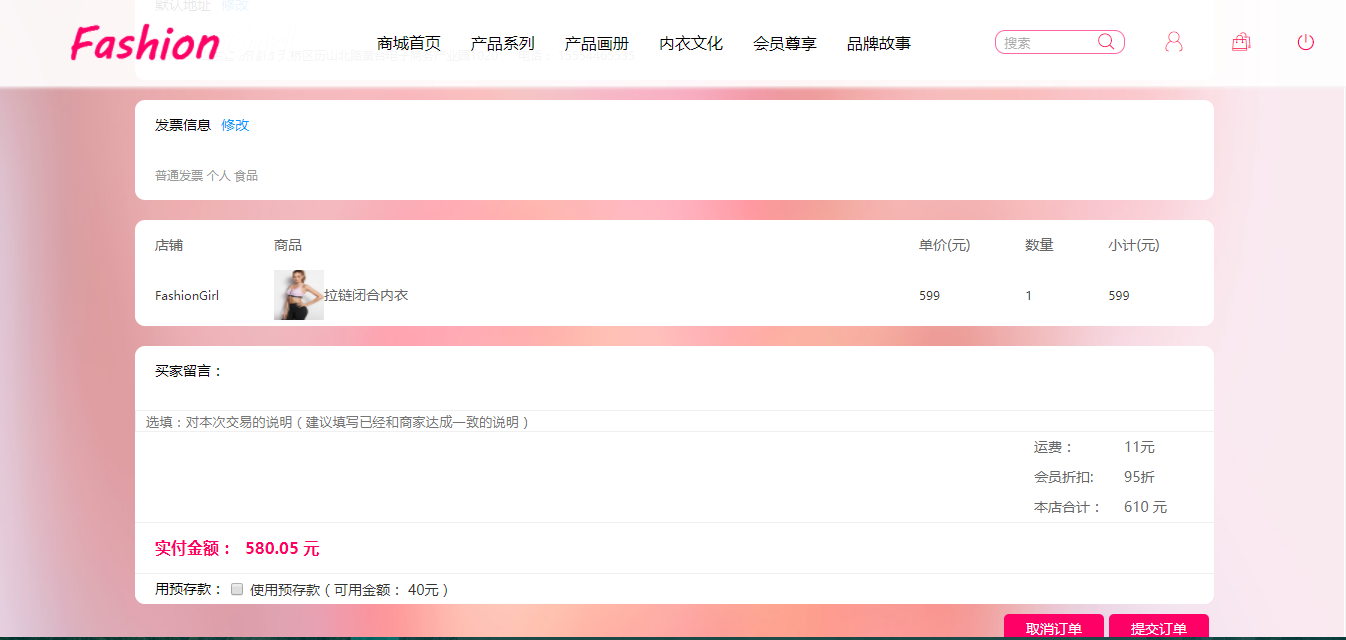 默认地址 修改
Fashion
商城首页 产品系列 产品画册 内衣文化 会员尊享 品牌故事 搜索
发票信息 修改
普通发票 个人 食品
店铺 商品 单价(元) 数量 小计(元)
FashionGirl 拉链闭合内衣 599 1 599
买家留言：
选填：对本次交易的说明（建议填写已经和商家达成一致的说明）
运费： 11元
会员折扣: 95折
本店合计： 610 元
实付金额： 580.05 元
用预存款： 使用预存款（可用金额： 40元）
取消订单 提交订单